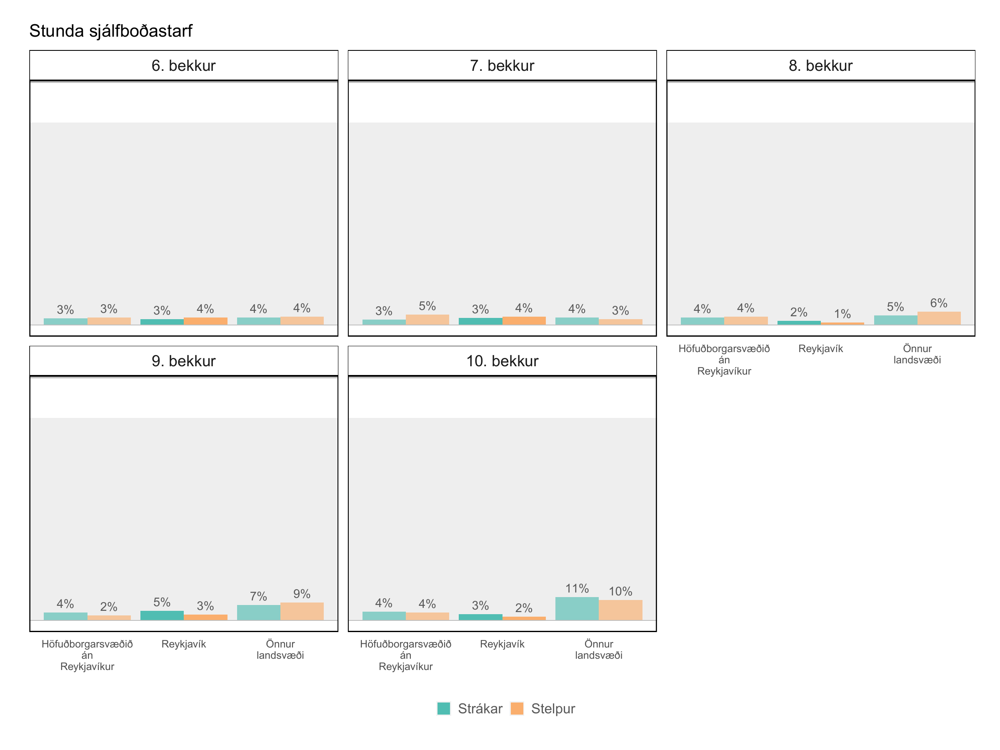 Stunda sjálfboðastarf
6. bekkur
7. bekkur
8. bekkur
3% 3% 3% 4% 4% 4%
3% 5% 3% 4% 4% 3%
4% 4% 2% 1% 5% 6%
Höfuðborgarsvæðið
án
Reykjavíkur
Reykjavík
Önnur
landsvæði
9. bekkur
10. bekkur
4% 2% 5% 3% 7% 9%
4% 4% 3% 2% 11% 10%
Höfuðborgarsvæðið
án
Reykjavíkur
Reykjavík
Önnur
landsvæði
Höfuðborgarsvæðið
án
Reykjavíkur
Reykjavík
Önnur
landsvæði
Strákar Stelpur